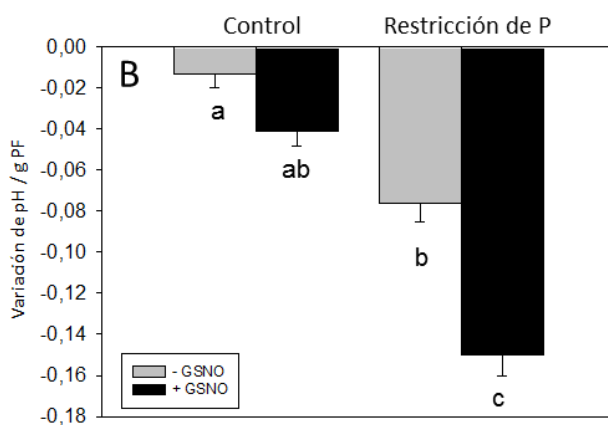 Control Restricción de P
B
Variación de pH / g PF
0,00
-0,02
-0,04
-0,06
-0,08
-0,10
-0,12
-0,14
-0,16
-0,18
a
ab
b
c
- GSNO
+ GSNO